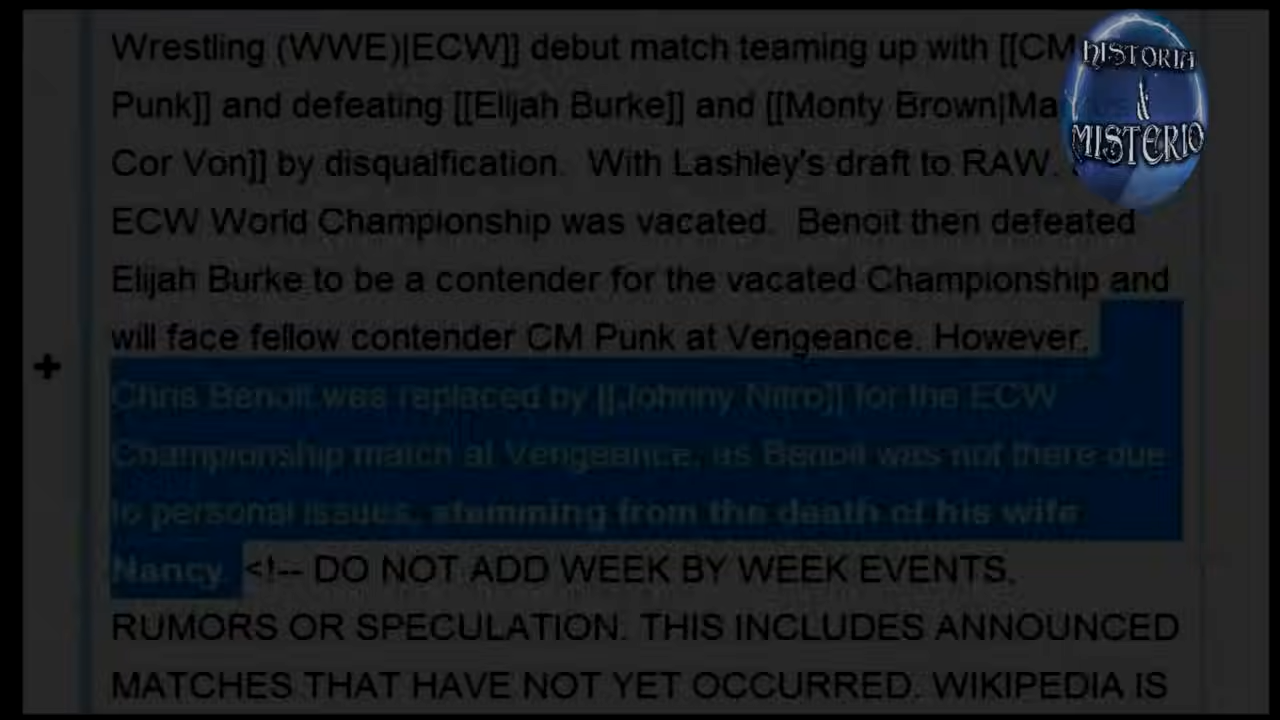 Wrestling (WWE)|ECW]] debut match teaming up with [[CM
Punk]] and defeating [[Elijah Burke]] and [[Monty Brown|Ma
Cor Von]] by disqualfication. With Lashley's draft to RAW.
ECW World Championship was vacated. Benoit then defeated
Elijah Burke to be a contender for the vacated Championship and
will face fellow contender CM Punk at Vengeance. However,
Chris Benoit was replaced by [[Johnny Nitro]] for the ECW
Championship match at Vengeance, as Benoit was not there due
to personal issues, stemming from the death of his wife
Nancy. <!-- DO NOT ADD WEEK BY WEEK EVENTS,
RUMORS OR SPECULATION. THIS INCLUDES ANNOUNCED
MATCHES THAT HAVE NOT YET OCCURRED. WIKIPEDIA IS
HISTORIA
&
MISTERIO